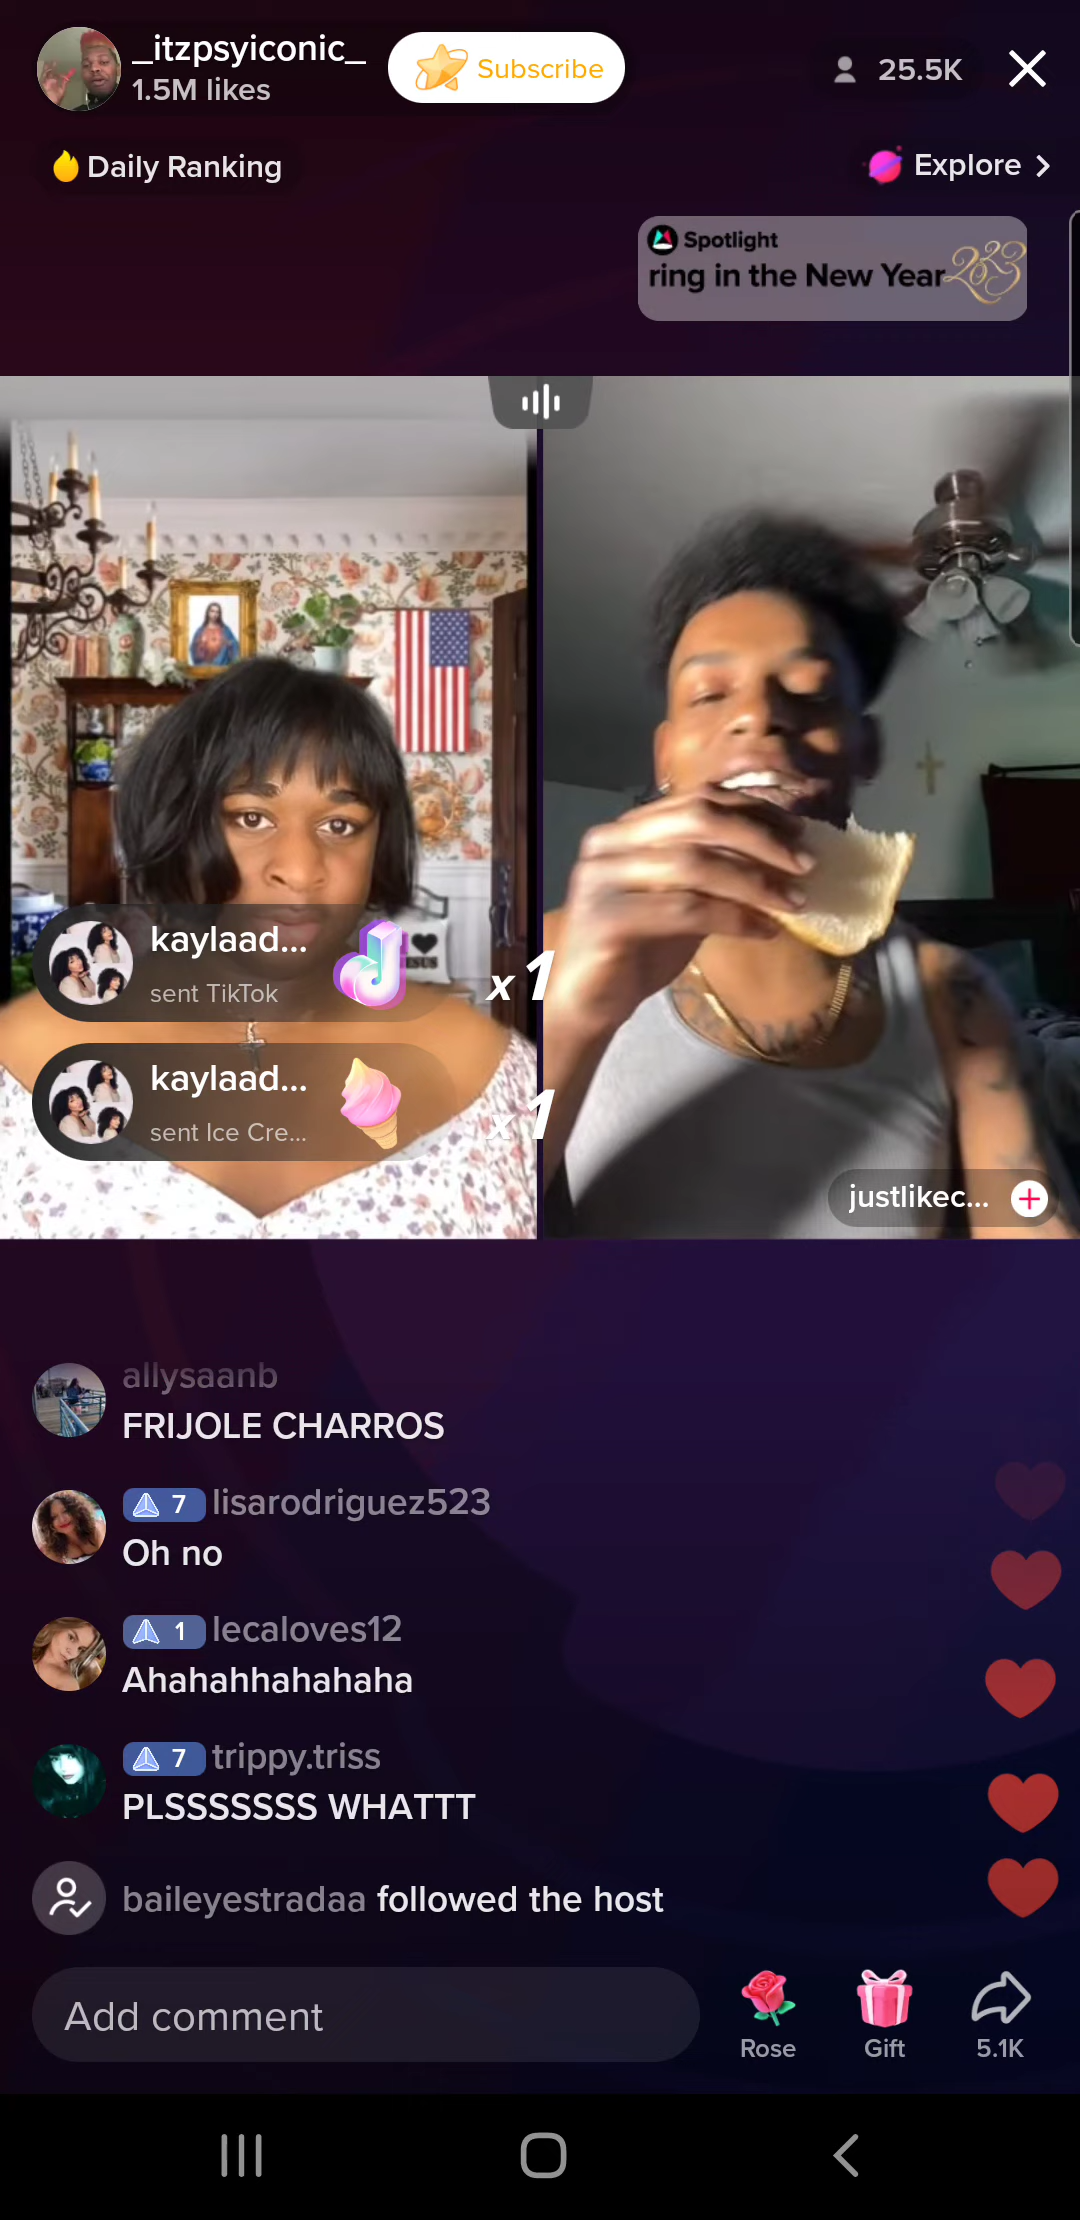 _itzpsyiconic_
1.5M likes
Subscribe
25.5K
Daily Ranking
Explore
Spotlight
ring in the New Year 2023
kaylaad...
sent TikTok
x1
kaylaad...
sent Ice Cre...
x1
justlikec...
allysaanb
FRIJOLE CHARROS
7 lisarodriguez523
Oh no
1 lecaloves12
Ahahahhahahaha
7 trippy.triss
PLSSSSSSS WHATTT
baileyestradaa followed the host
Add comment
Rose
Gift
5.1K